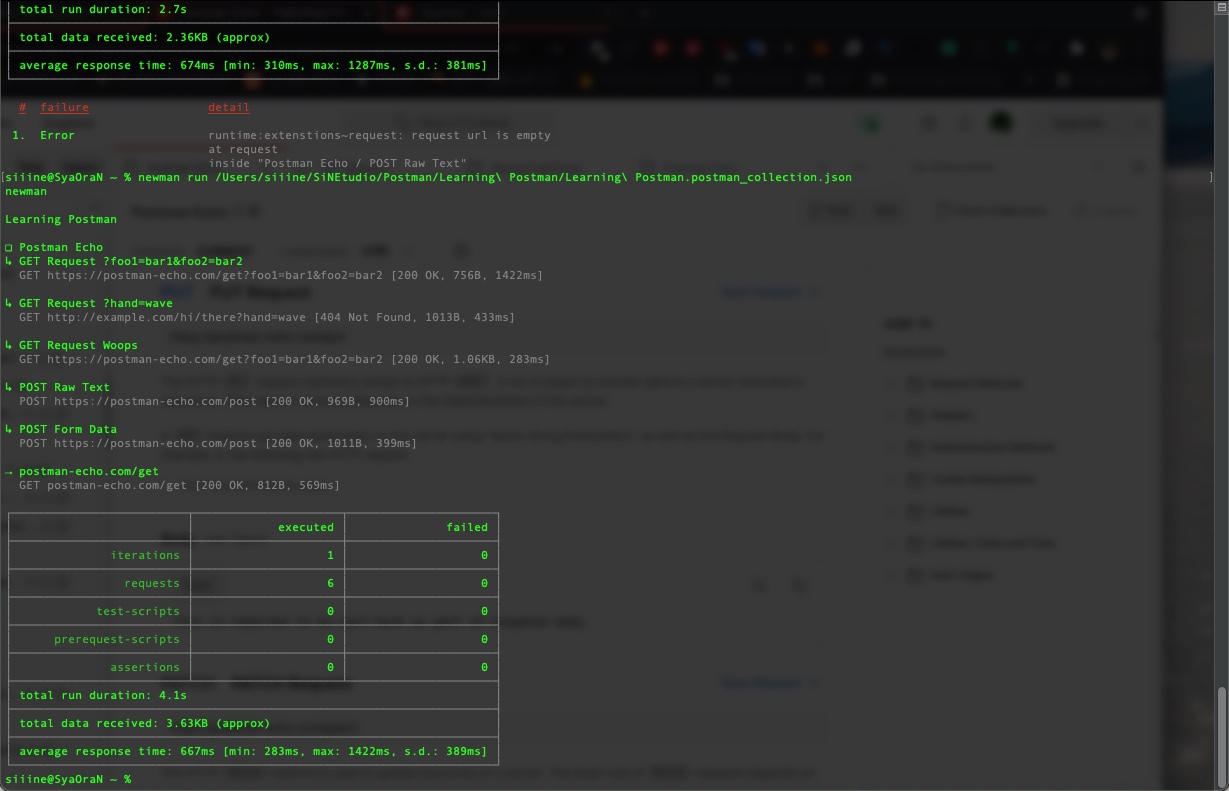 total run duration: 2.7s
total data received: 2.36KB (approx)
average response time: 674ms [min: 310ms, max: 1287ms, s.d.: 381ms]
# failure detail
1. Error runtime:extenstions~request: request url is empty
at request
inside "Postman Echo / POST Raw Text"
[siiine@SyaOraN ~ % newman run /Users/siiine/SiNEtudio/Postman/Learning\ Postman/Learning\ Postman.postman_collection.json ]
newman
Learning Postman
❏ Postman Echo
↳ GET Request ?foo1=bar1&foo2=bar2
GET https://postman-echo.com/get?foo1=bar1&foo2=bar2 [200 OK, 756B, 1422ms]
↳ GET Request ?hand=wave
GET http://example.com/hi/there?hand=wave [404 Not Found, 1013B, 433ms]
↳ GET Request Woops
GET https://postman-echo.com/get?foo1=bar1&foo2=bar2 [200 OK, 1.06KB, 283ms]
↳ POST Raw Text
POST https://postman-echo.com/post [200 OK, 969B, 900ms]
↳ POST Form Data
POST https://postman-echo.com/post [200 OK, 1011B, 399ms]
→ postman-echo.com/get
GET postman-echo.com/get [200 OK, 812B, 569ms]
executed failed
iterations 1 0
requests 6 0
test-scripts 0 0
prerequest-scripts 0 0
assertions 0 0
total run duration: 4.1s
total data received: 3.63KB (approx)
average response time: 667ms [min: 283ms, max: 1422ms, s.d.: 389ms]
siiine@SyaOraN ~ %